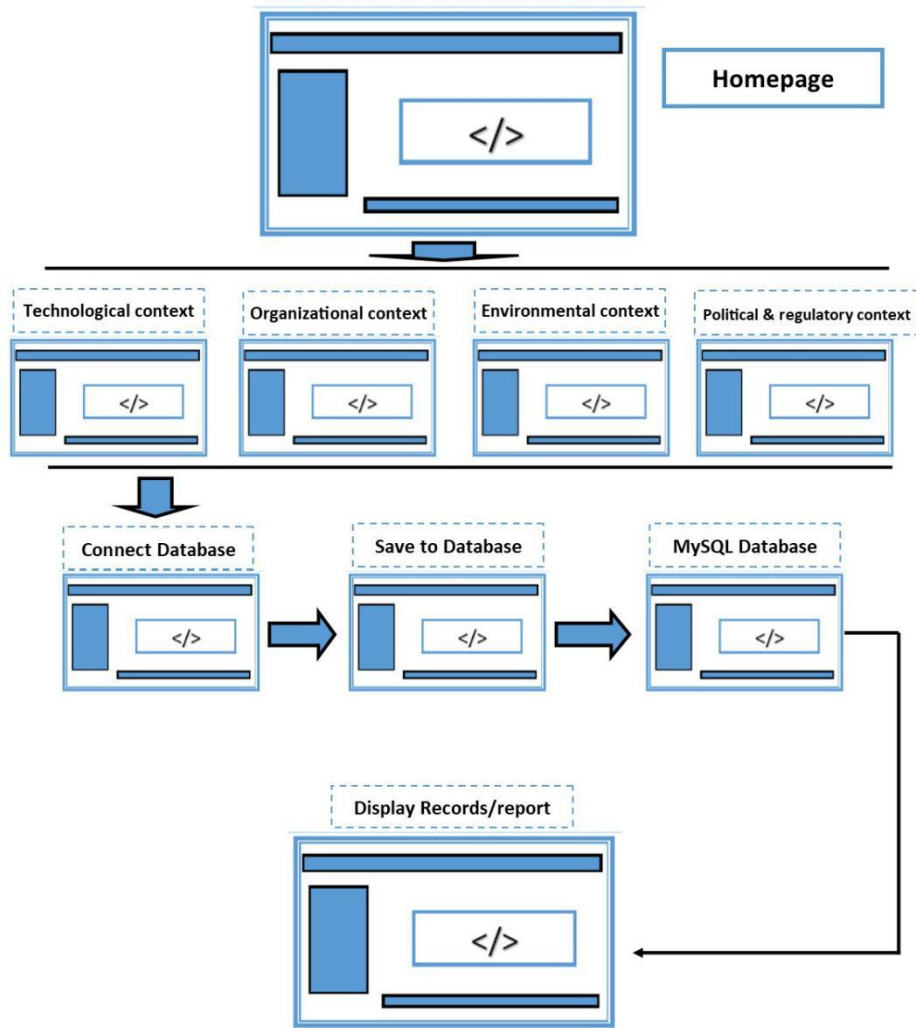 Homepage
</>
Technological context
Organizational context
Environmental context
Political & regulatory context
</>
</>
</>
</>
Connect Database
Save to Database
MySQL Database
</>
</>
</>
Display Records/report
</>